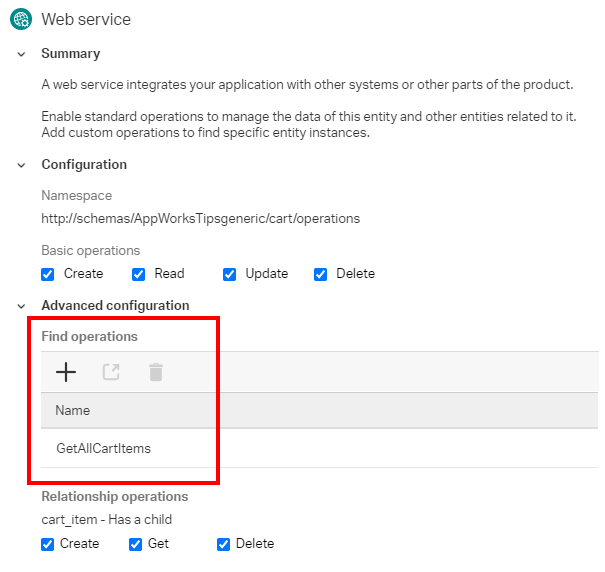 Web service
Summary
A web service integrates your application with other systems or other parts of the product.
Enable standard operations to manage the data of this entity and other entities related to it.
Add custom operations to find specific entity instances.
Configuration
Namespace
http://schemas/AppWorksTipsgeneric/cart/operations
Basic operations
Create Read Update Delete
Advanced configuration
Find operations
Name
GetAllCartItems
Relationship operations
cart_item - Has a child
Create Get Delete